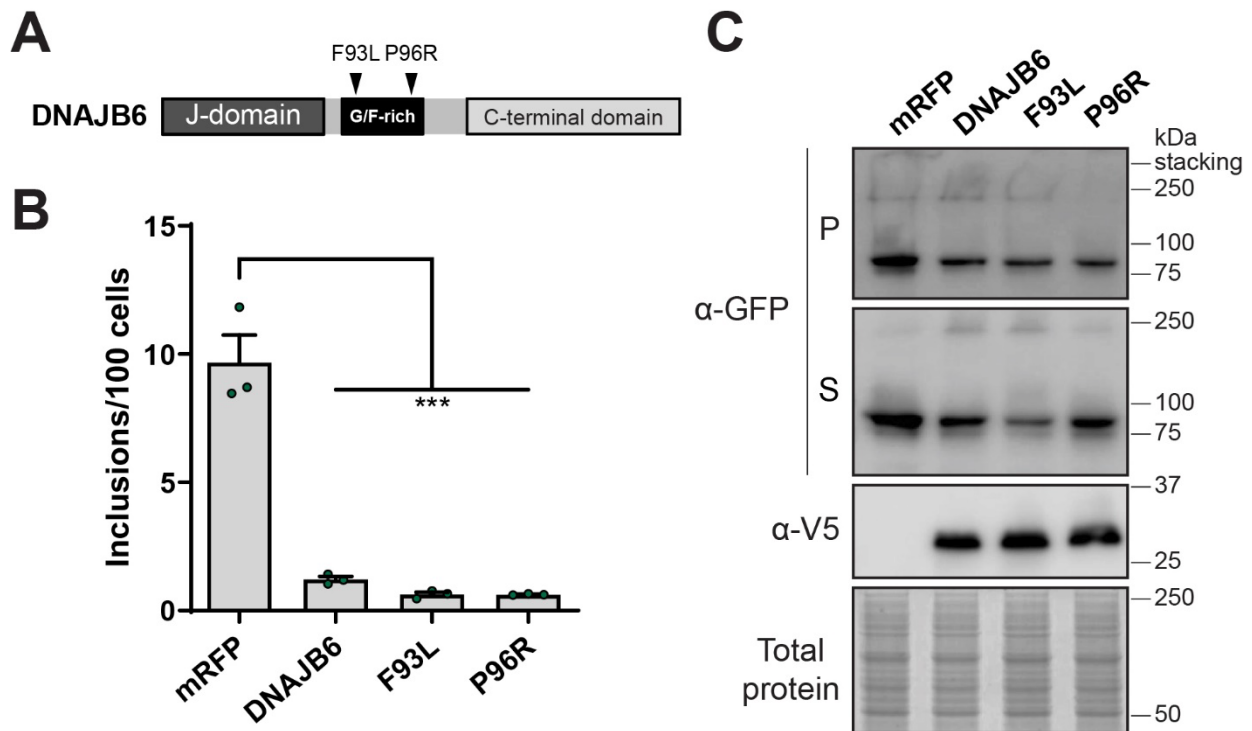 A
F93L P96R
DNAJB6
J-domain
G/F-rich
C-terminal domain
B
Inclusions/100 cells
15
10
5
0
***
mRFP
DNAJB6
F93L
P96R
C
mRFP
DNAJB6
F93L
P96R
kDa
stacking
250
100
75
P
α-GFP
S
250
100
75
α-V5
37
25
Total
protein
250
50